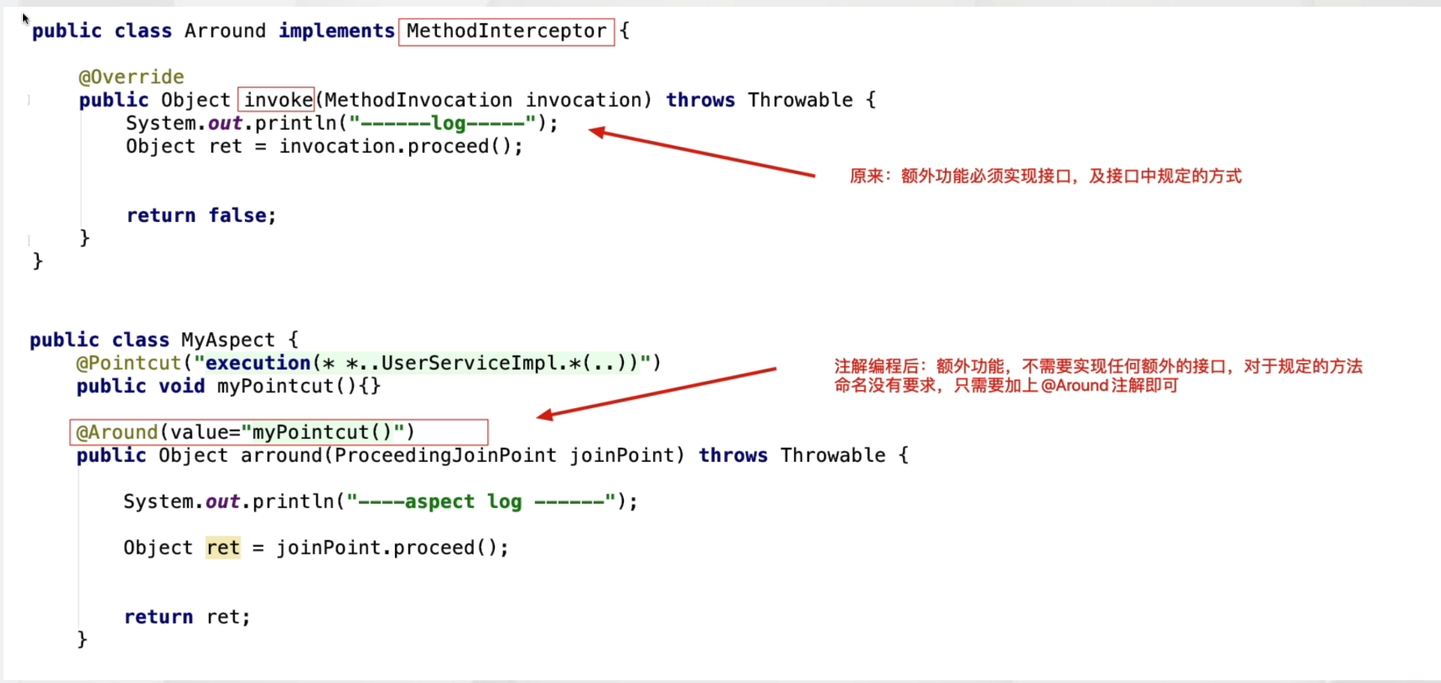 public class Arround implements MethodInterceptor {
@Override
public Object invoke(MethodInvocation invocation) throws Throwable {
System.out.println("------log-----");
Object ret = invocation.proceed();
原来：额外功能必须实现接口，及接口中规定的方式
return false;
}
}
public class MyAspect {
@Pointcut("execution(* *..UserServiceImpl.*(..))")
public void myPointcut(){}
注解编程后：额外功能，不需要实现任何额外的接口，对于规定的方法
命名没有要求，只需要加上@Around注解即可
@Around(value="myPointcut()")
public Object arround(ProceedingJoinPoint joinPoint) throws Throwable {
System.out.println("----aspect log ------");
Object ret = joinPoint.proceed();
return ret;
}